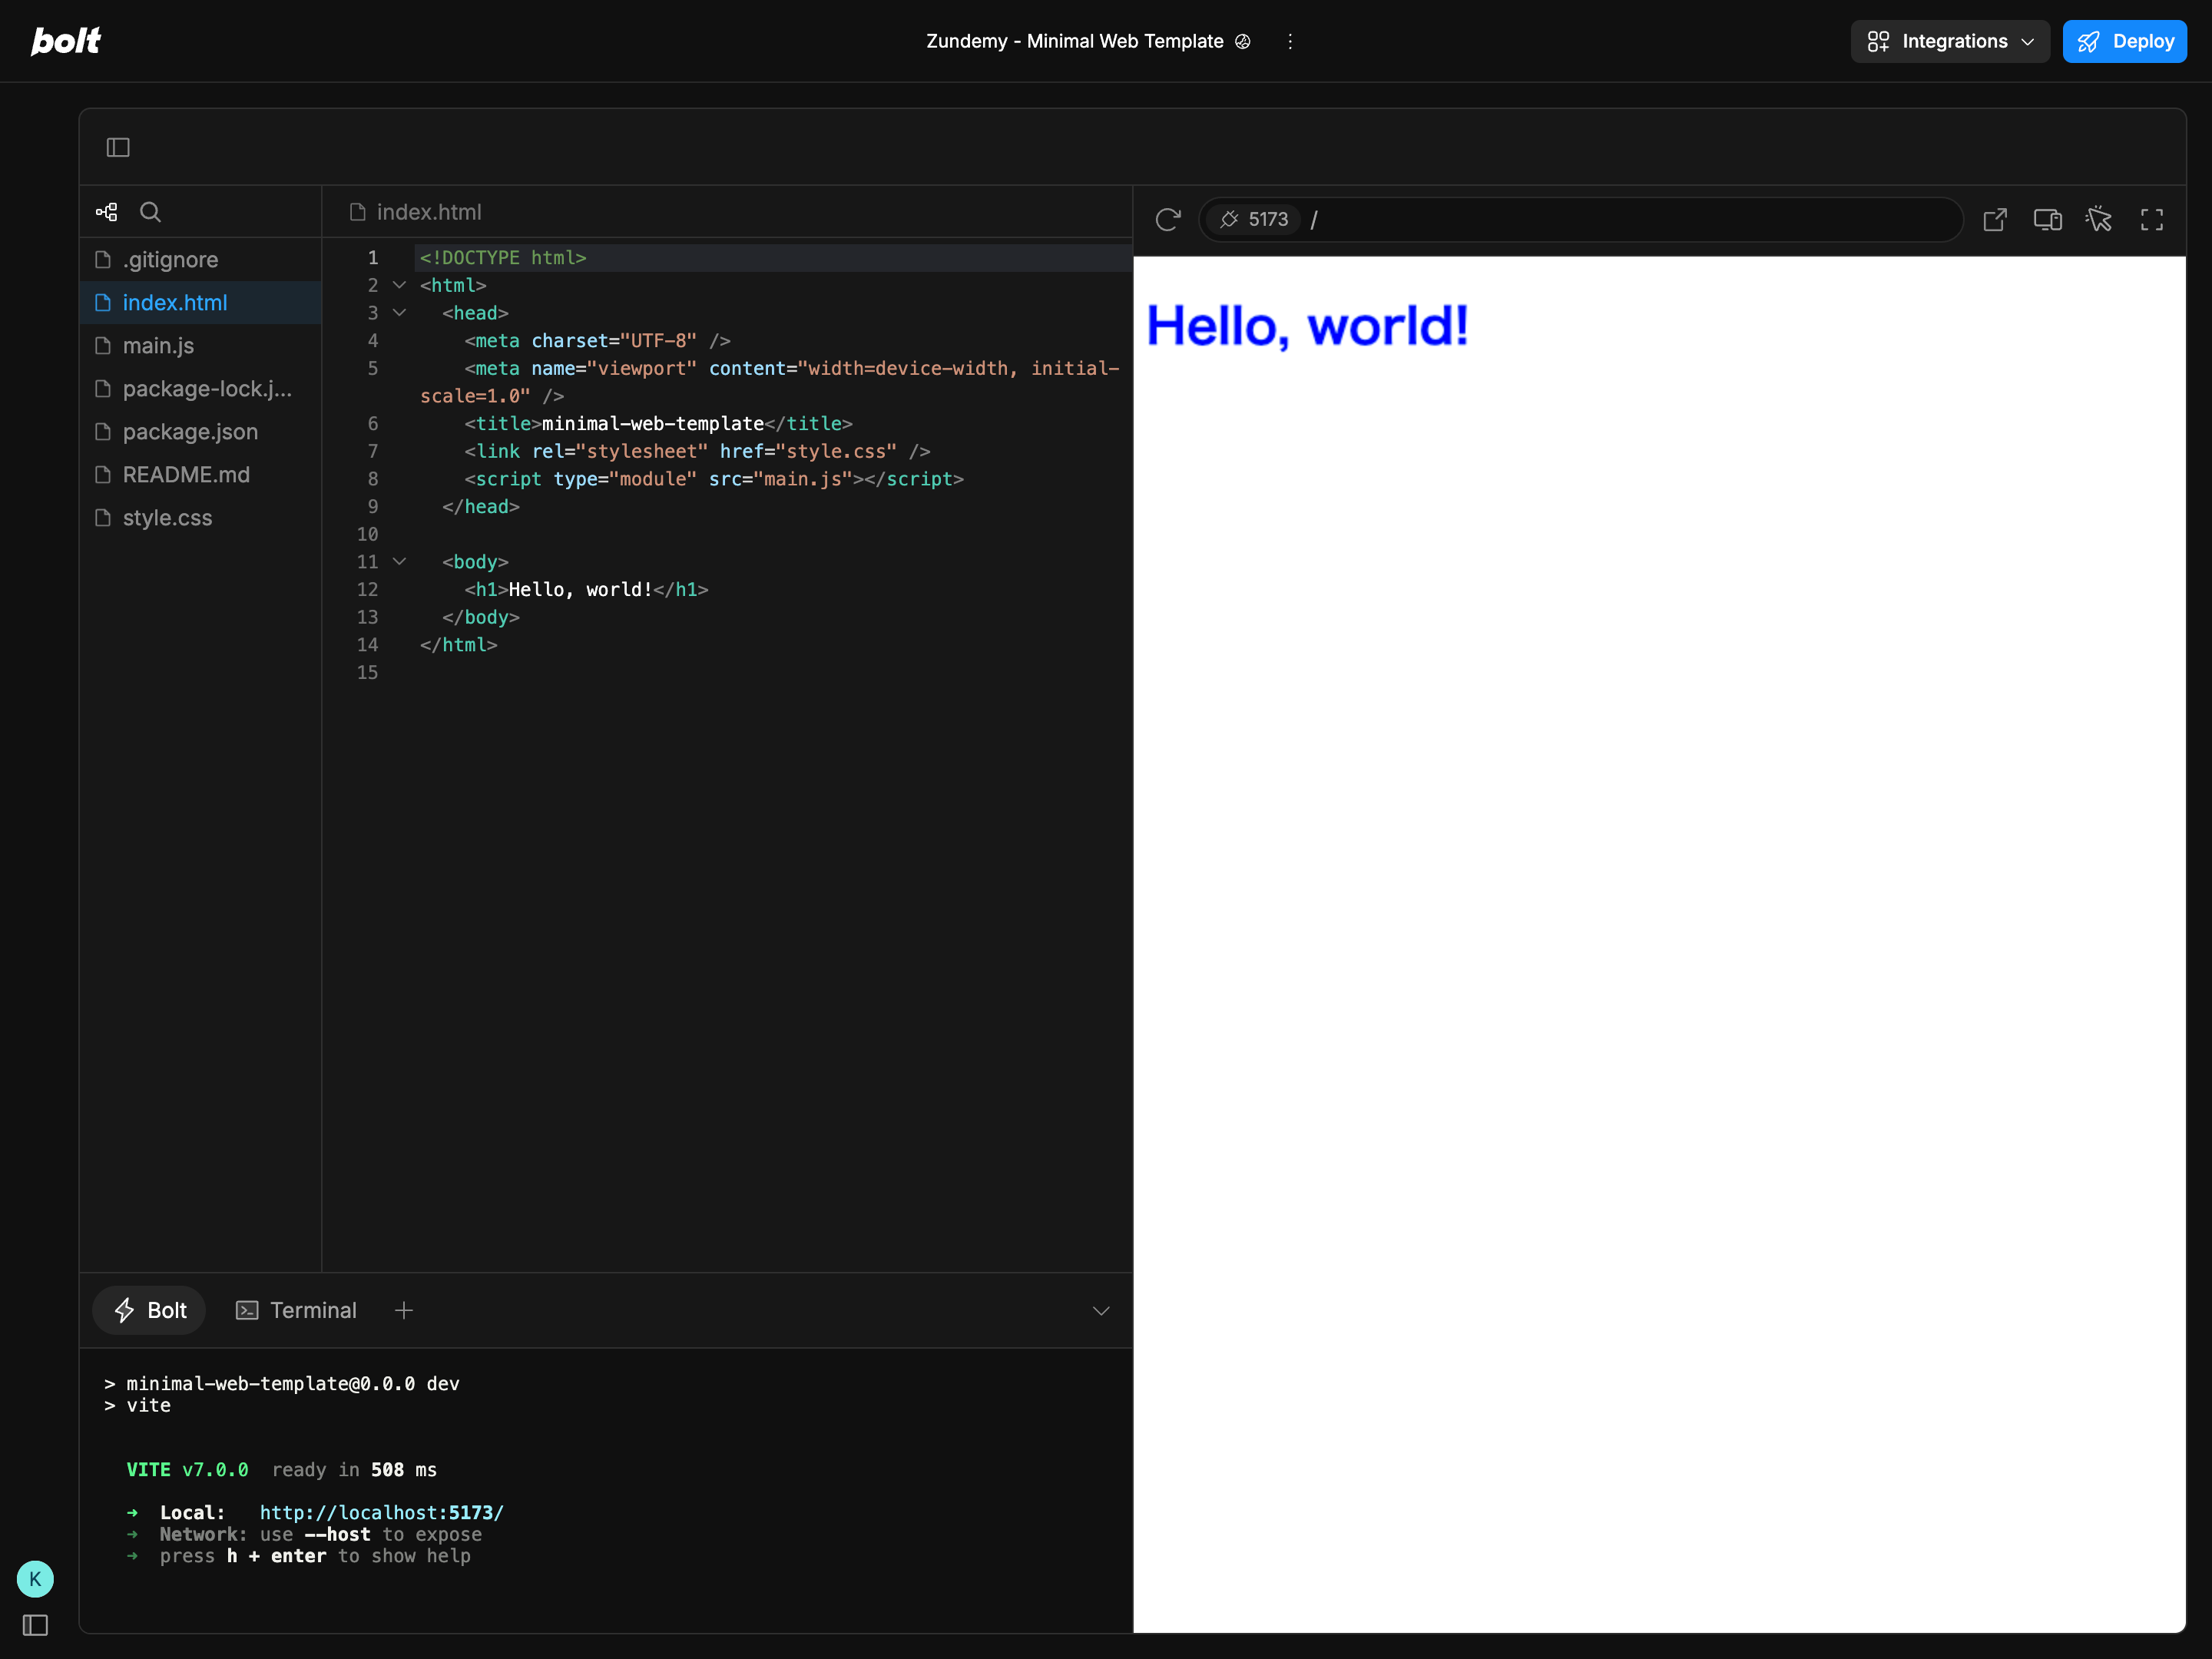 bolt
Zundemy - Minimal Web Template
Integrations
Deploy
index.html
5173 /
.gitignore
index.html
main.js
package-lock.j...
package.json
README.md
style.css
1 <!DOCTYPE html>
2 <html>
3 <head>
4 <meta charset="UTF-8" />
5 <meta name="viewport" content="width=device-width, initial-
scale=1.0" />
6 <title>minimal-web-template</title>
7 <link rel="stylesheet" href="style.css" />
8 <script type="module" src="main.js"></script>
9 </head>
10
11 <body>
12 <h1>Hello, world!</h1>
13 </body>
14 </html>
15
Hello, world!
Bolt
Terminal
> minimal-web-template@0.0.0 dev
> vite
VITE v7.0.0 ready in 508 ms
➜ Local: http://localhost:5173/
➜ Network: use --host to expose
➜ press h + enter to show help
K